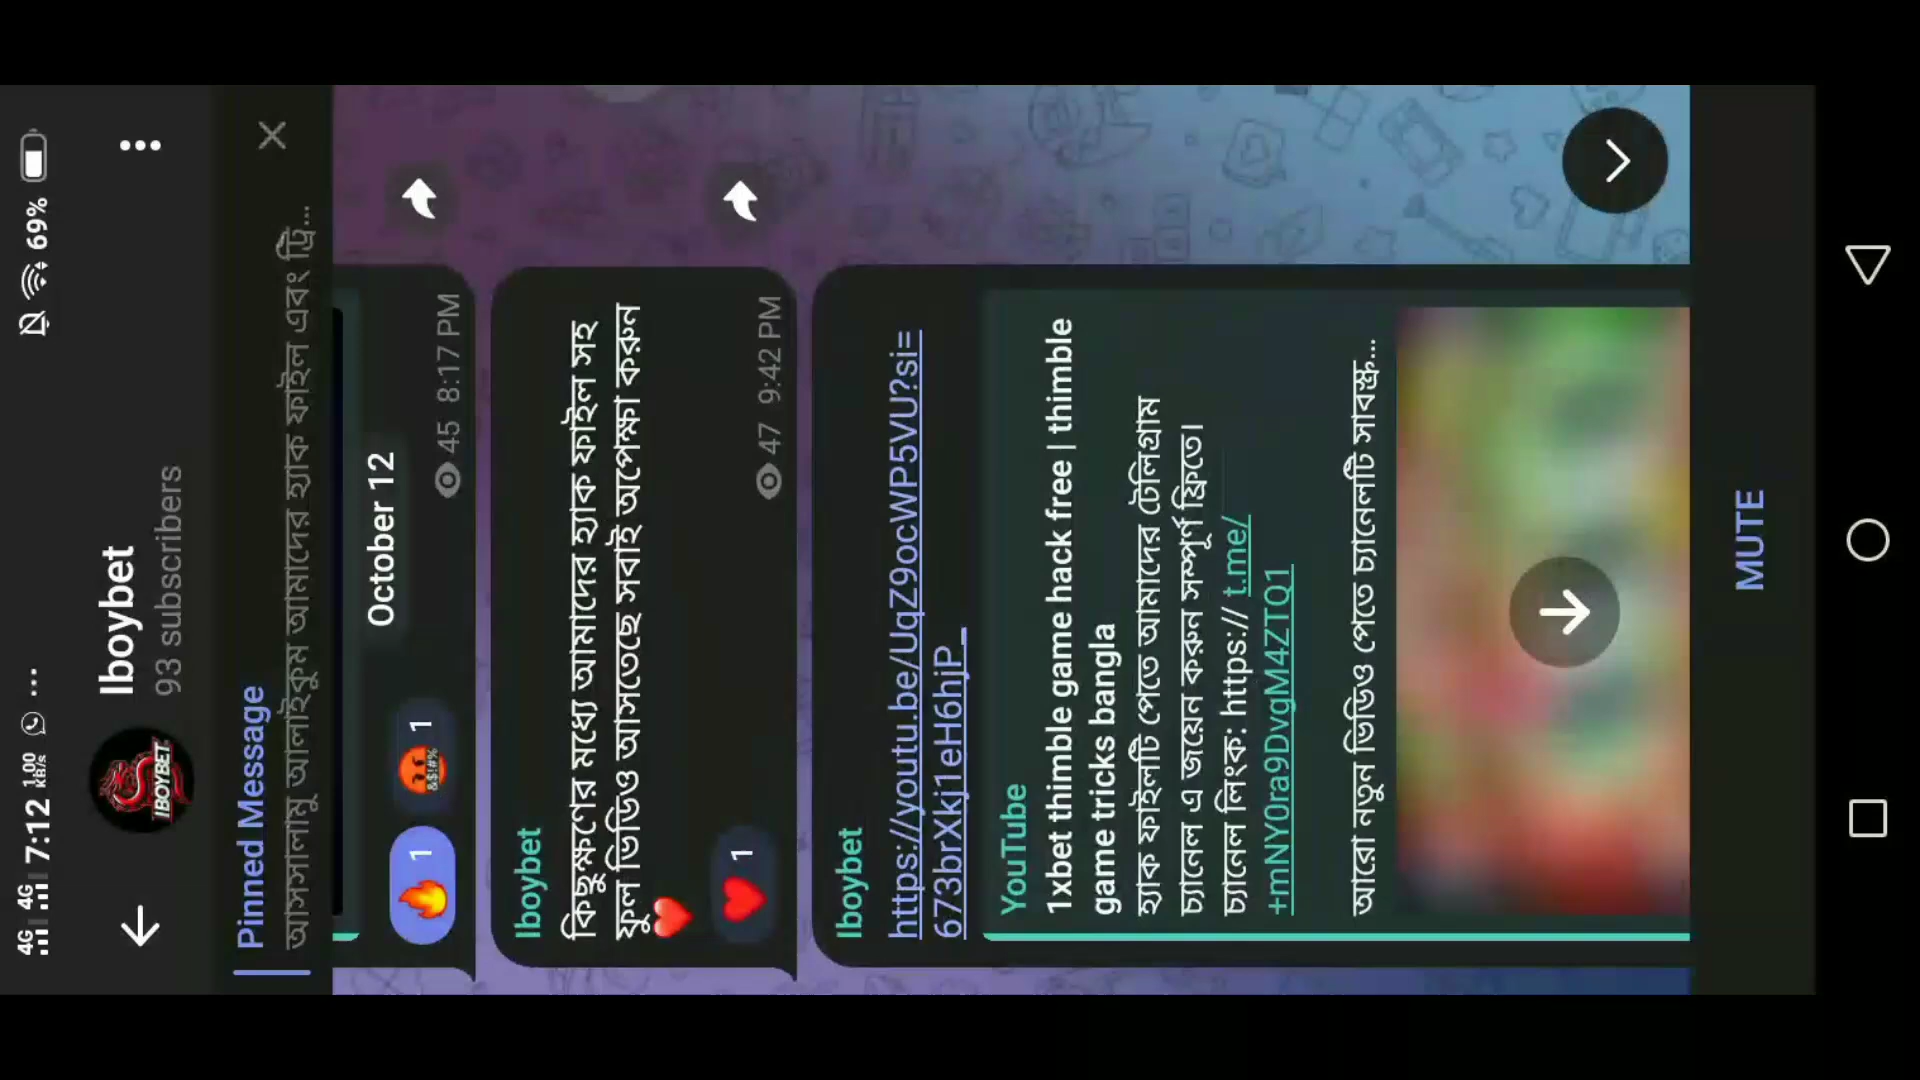 4G 4G 7:12 1.00 KB/s ... 69%
Iboybet
93 subscribers
IBOYBET
Pinned Message
আসসালামু আলাইকুম আমাদের হ্যাক ফাইল এবং ট্রি...
October 12
1 1 45 8:17 PM
Iboybet
কিছুক্ষণের মধ্যে আমাদের হ্যাক ফাইল সহ
ফুল ভিডিও আসতেছে সবাই অপেক্ষা করুন
❤️
1 47 9:42 PM
Iboybet
https://youtu.be/UqZ9ocWP5VU?si=
673brXkj1eH6hjP_
YouTube
1xbet thimble game hack free | thimble
game tricks bangla
হ্যাক ফাইলটি পেতে আমাদের টেলিগ্রাম
চ্যানেল এ জয়েন করুন সম্পূর্ণ ফ্রিতে।
চ্যানেল লিংক: https:// t.me/
+mNY0ra9DvgM4ZTQ1
আরো নতুন ভিডিও পেতে চ্যানেলটি সাবস্ক্র...
MUTE